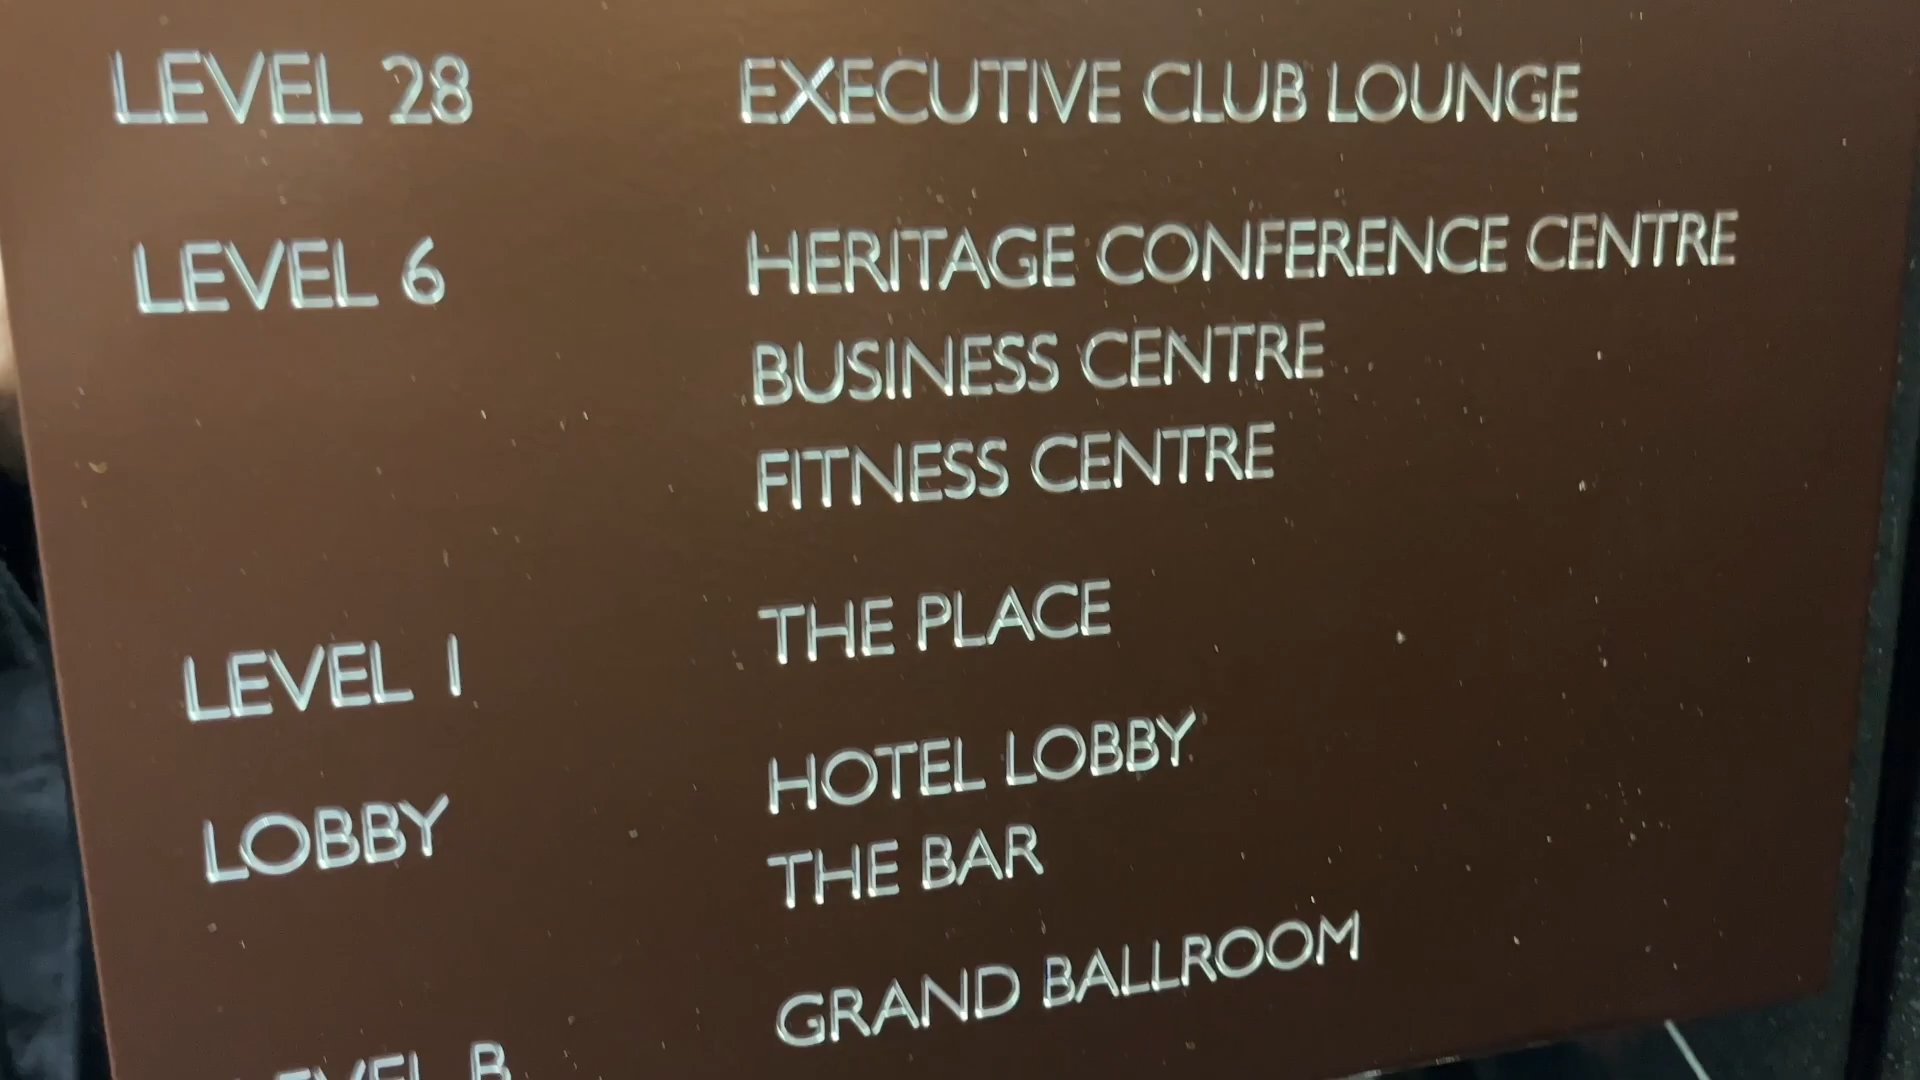 LEVEL 28 EXECUTIVE CLUB LOUNGE
LEVEL 6 HERITAGE CONFERENCE CENTRE
BUSINESS CENTRE
FITNESS CENTRE
LEVEL 1 THE PLACE
LOBBY HOTEL LOBBY
THE BAR
LEVEL B GRAND BALLROOM